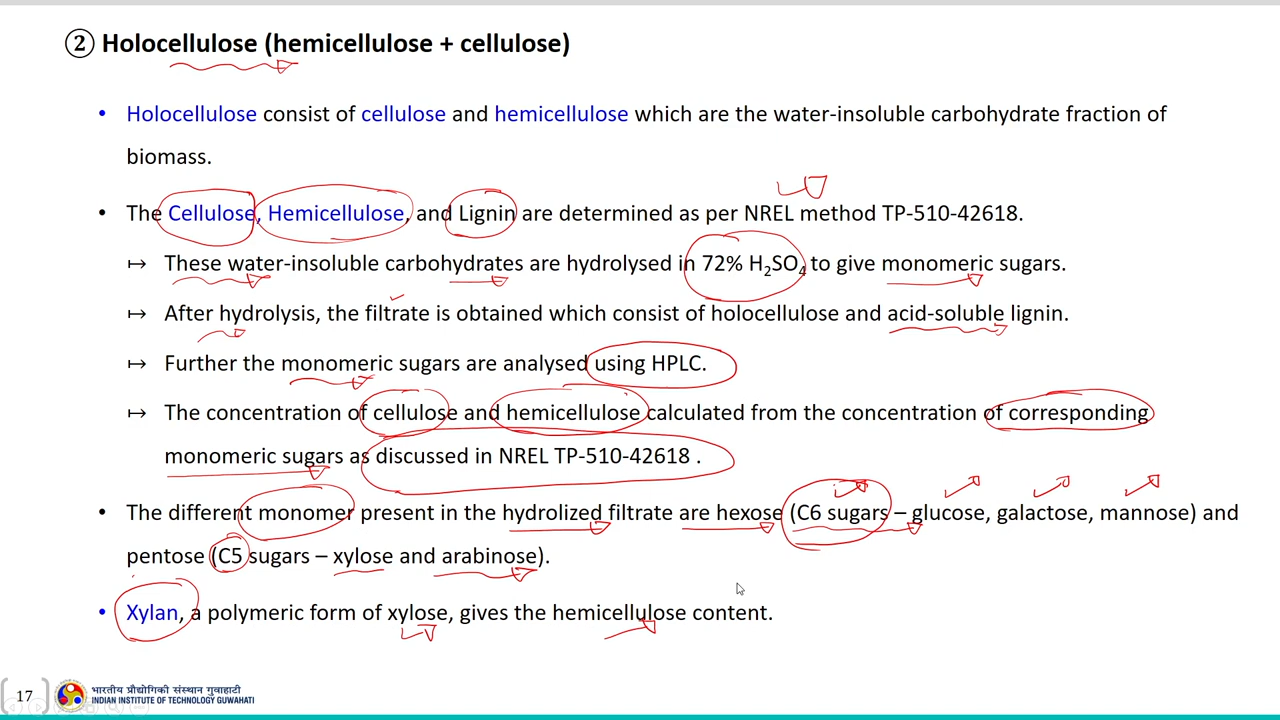 ② Holocellulose (hemicellulose + cellulose)
• Holocellulose consist of cellulose and hemicellulose which are the water-insoluble carbohydrate fraction of
biomass.
• The Cellulose, Hemicellulose, and Lignin are determined as per NREL method TP-510-42618.
↦ These water-insoluble carbohydrates are hydrolysed in 72% H₂SO₄ to give monomeric sugars.
↦ After hydrolysis, the filtrate is obtained which consist of holocellulose and acid-soluble lignin.
↦ Further the monomeric sugars are analysed using HPLC.
↦ The concentration of cellulose and hemicellulose calculated from the concentration of corresponding
monomeric sugars as discussed in NREL TP-510-42618 .
• The different monomer present in the hydrolized filtrate are hexose (C6 sugars – glucose, galactose, mannose) and
pentose (C5 sugars – xylose and arabinose).
• Xylan, a polymeric form of xylose, gives the hemicellulose content.
17
भारतीय प्रौद्योगिकी संस्थान गुवाहाटी
INDIAN INSTITUTE OF TECHNOLOGY GUWAHATI